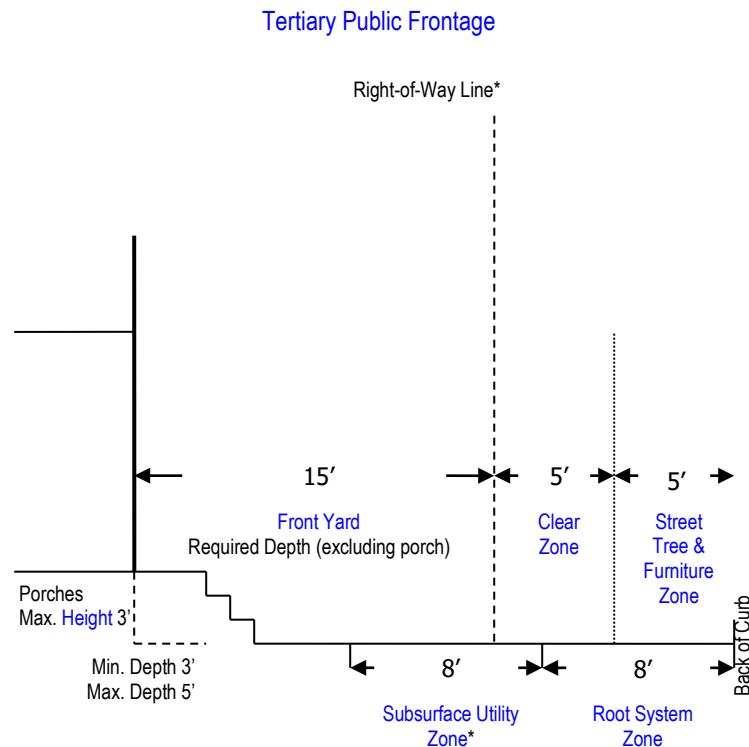 Tertiary Public Frontage
Right-of-Way Line*
15′
5′
5′
Front Yard
Required Depth (excluding porch)
Clear
Zone
Street
Tree &
Furniture
Zone
Porches
Max. Height 3’
Min. Depth 3’
Max. Depth 5’
8′
8′
Subsurface Utility
Zone*
Root System
Zone
Back of Curb